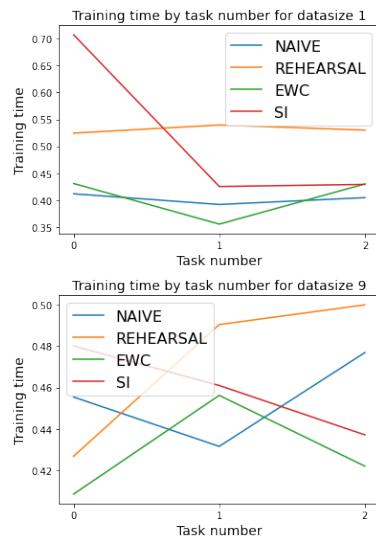 Training time by task number for datasize 1
Training time
0.70
0.65
0.60
0.55
0.50
0.45
0.40
0.35
NAIVE
REHEARSAL
EWC
SI
0
1
2
Task number
Training time by task number for datasize 9
Training time
0.50
0.48
0.46
0.44
0.42
NAIVE
REHEARSAL
EWC
SI
0
1
2
Task number